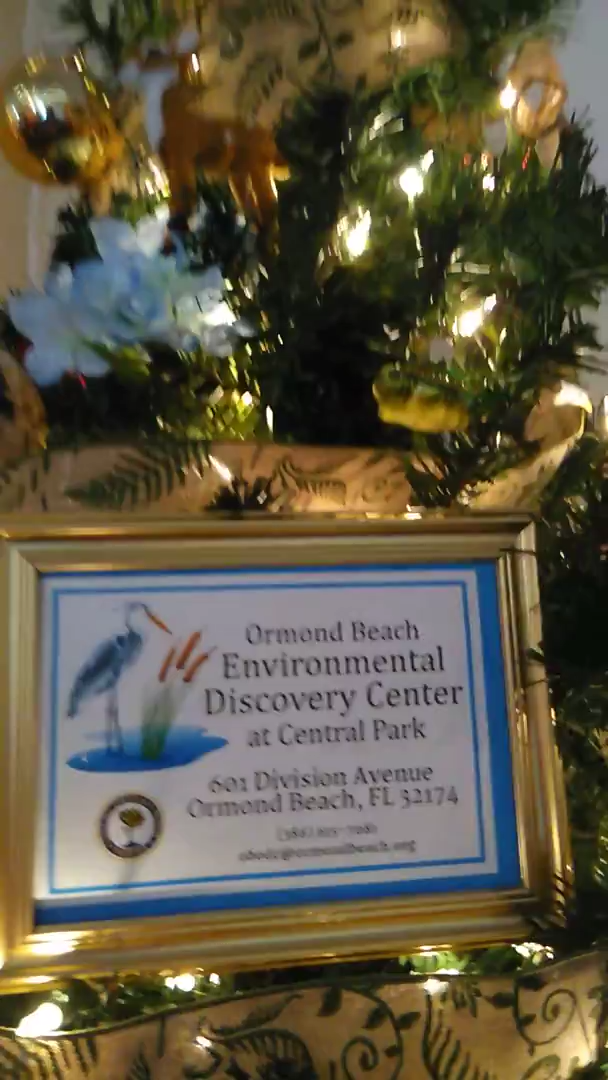 Ormond Beach
Environmental
Discovery Center
at Central Park
601 Division Avenue
Ormond Beach, FL 32174